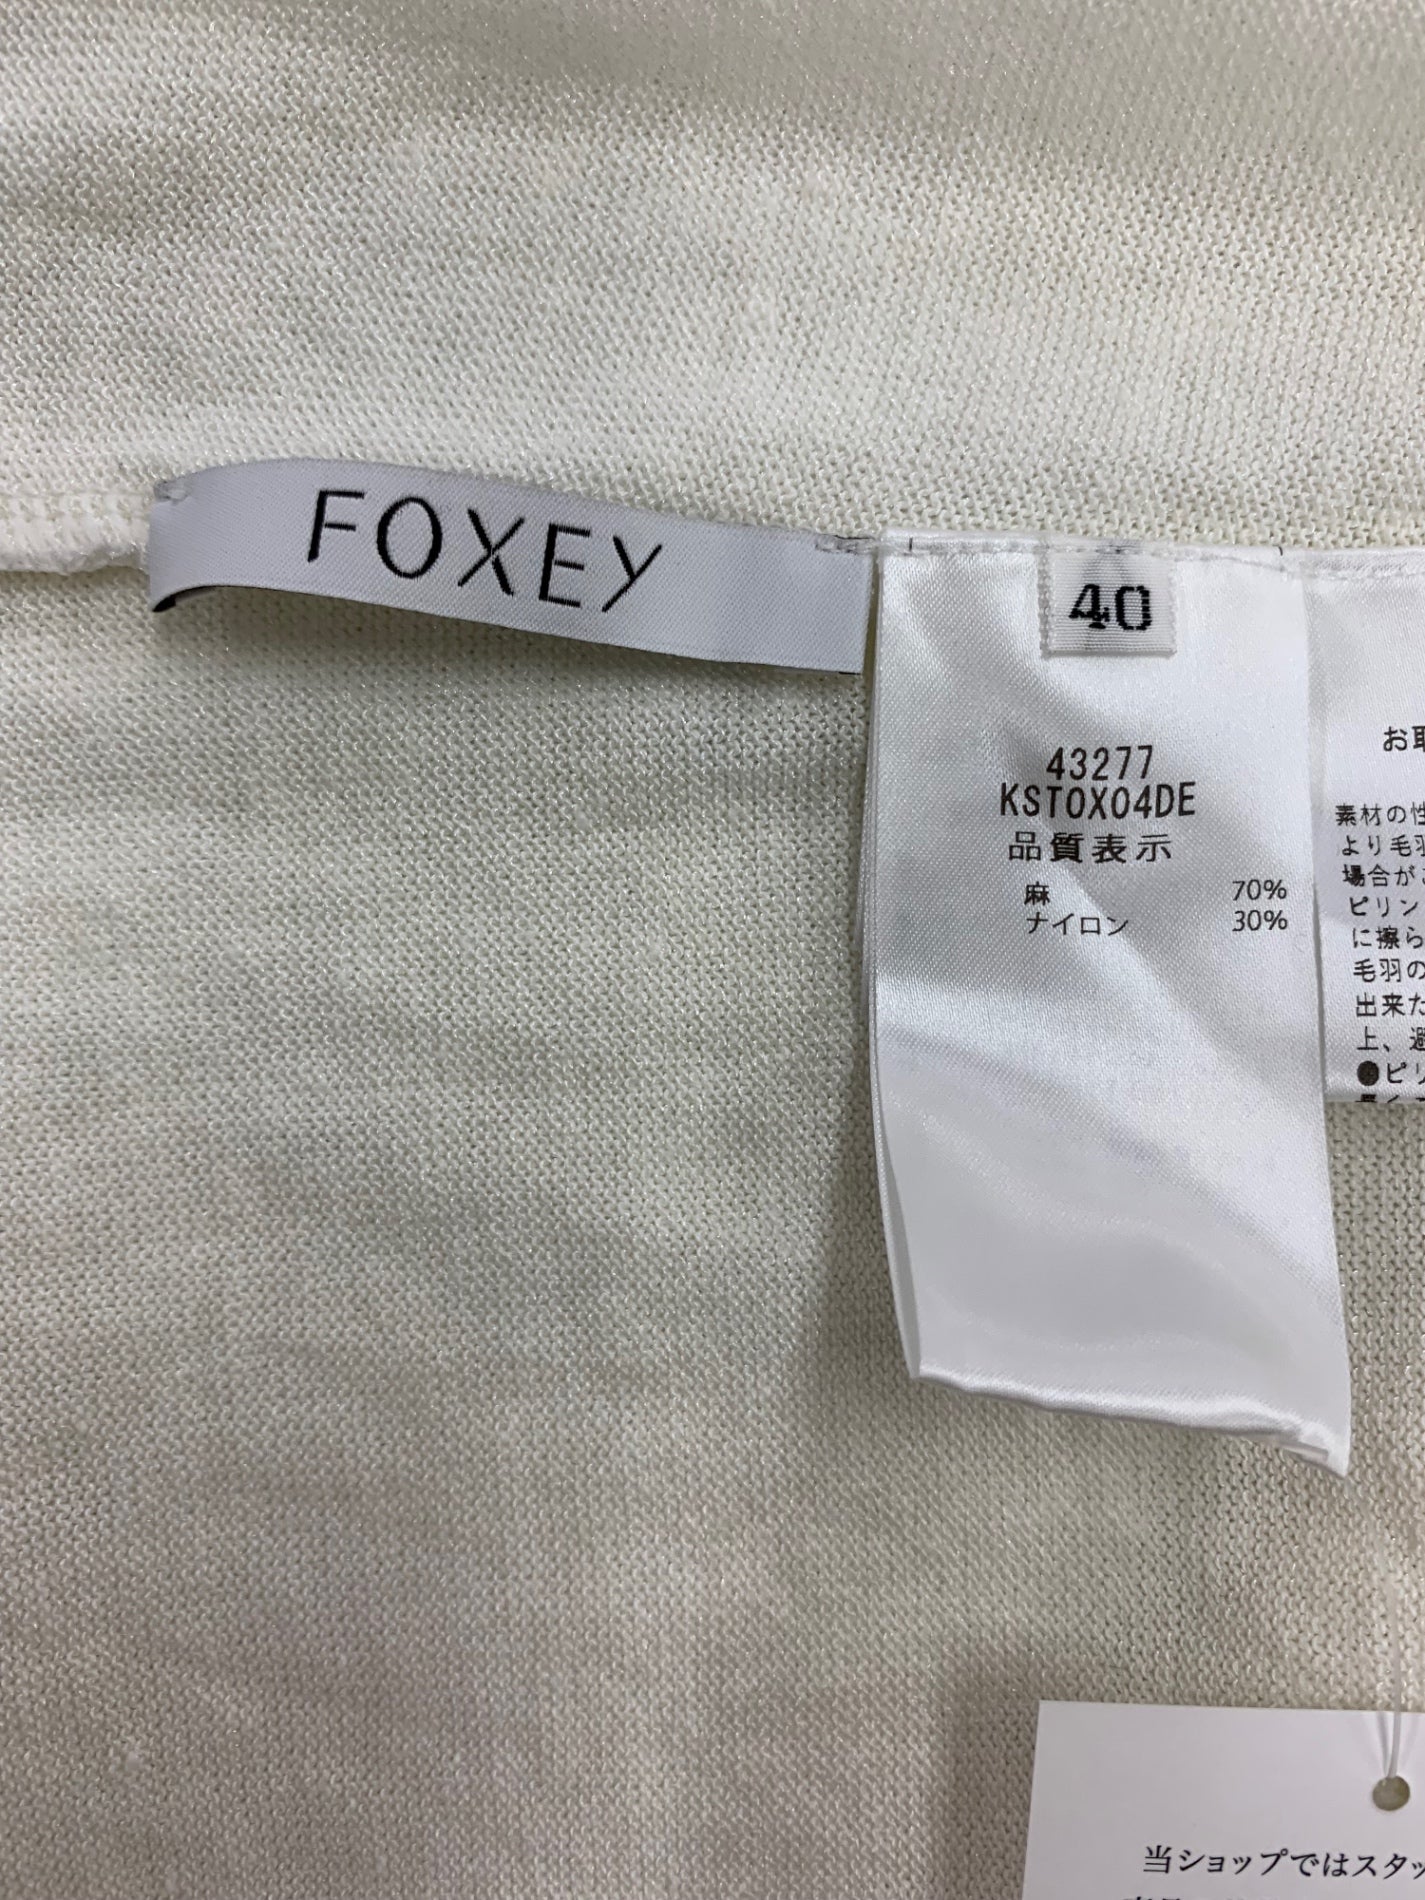 FOXEY
40
43277
KST0X04DE
品質表示
麻 70%
ナイロン 30%
お取
素材の性
より毛羽
場合が
ピリン
に擦ら
毛羽の
出来た
上、避
●ピリ
当ショップではスタッ